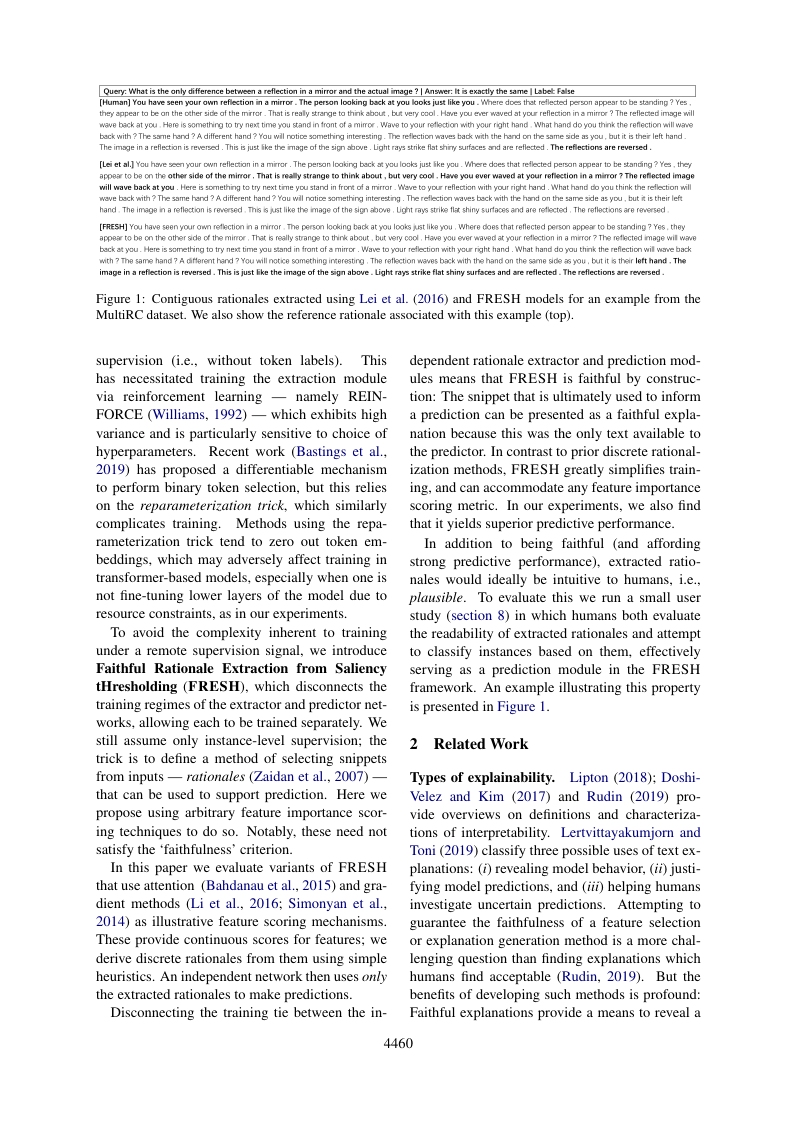 Query: What is the only difference between a reflection in a mirror and the actual image ? | Answer: It is exactly the same | Label: False
[Human] You have seen your own reflection in a mirror . The person looking back at you looks just like you . Where does that reflected person appear to be standing ? Yes ,
they appear to be on the other side of the mirror . That is really strange to think about , but very cool . Have you ever waved at your reflection in a mirror ? The reflected image will
wave back at you . Here is something to try next time you stand in front of a mirror . Wave to your reflection with your right hand . What hand do you think the reflection will wave
back with ? The same hand ? A different hand ? You will notice something interesting . The reflection waves back with the hand on the same side as you , but it is their left hand .
The image in a reflection is reversed . This is just like the image of the sign above . Light rays strike flat shiny surfaces and are reflected . The reflections are reversed .
[Lei et al.] You have seen your own reflection in a mirror . The person looking back at you looks just like you . Where does that reflected person appear to be standing ? Yes , they
appear to be on the other side of the mirror . That is really strange to think about , but very cool . Have you ever waved at your reflection in a mirror ? The reflected image
will wave back at you . Here is something to try next time you stand in front of a mirror . Wave to your reflection with your right hand . What hand do you think the reflection will
wave back with ? The same hand ? A different hand ? You will notice something interesting . The reflection waves back with the hand on the same side as you , but it is their left
hand . The image in a reflection is reversed . This is just like the image of the sign above . Light rays strike flat shiny surfaces and are reflected . The reflections are reversed .
[FRESH] You have seen your own reflection in a mirror . The person looking back at you looks just like you . Where does that reflected person appear to be standing ? Yes , they
appear to be on the other side of the mirror . That is really strange to think about , but very cool . Have you ever waved at your reflection in a mirror ? The reflected image will wave
back at you . Here is something to try next time you stand in front of a mirror . Wave to your reflection with your right hand . What hand do you think the reflection will wave back
with ? The same hand ? A different hand ? You will notice something interesting . The reflection waves back with the hand on the same side as you , but it is their left hand . The
image in a reflection is reversed . This is just like the image of the sign above . Light rays strike flat shiny surfaces and are reflected . The reflections are reversed .
Figure 1: Contiguous rationales extracted using Lei et al. (2016) and FRESH models for an example from the
MultiRC dataset. We also show the reference rationale associated with this example (top).
supervision (i.e., without token labels). This
has necessitated training the extraction module
via reinforcement learning — namely REIN-
FORCE (Williams, 1992) — which exhibits high
variance and is particularly sensitive to choice of
hyperparameters. Recent work (Bastings et al.,
2019) has proposed a differentiable mechanism
to perform binary token selection, but this relies
on the reparameterization trick, which similarly
complicates training. Methods using the repa-
rameterization trick tend to zero out token em-
beddings, which may adversely affect training in
transformer-based models, especially when one is
not fine-tuning lower layers of the model due to
resource constraints, as in our experiments.
To avoid the complexity inherent to training
under a remote supervision signal, we introduce
Faithful Rationale Extraction from Saliency
tHresholding (FRESH), which disconnects the
training regimes of the extractor and predictor net-
works, allowing each to be trained separately. We
still assume only instance-level supervision; the
trick is to define a method of selecting snippets
from inputs — rationales (Zaidan et al., 2007) —
that can be used to support prediction. Here we
propose using arbitrary feature importance scor-
ing techniques to do so. Notably, these need not
satisfy the ‘faithfulness’ criterion.
In this paper we evaluate variants of FRESH
that use attention (Bahdanau et al., 2015) and gra-
dient methods (Li et al., 2016; Simonyan et al.,
2014) as illustrative feature scoring mechanisms.
These provide continuous scores for features; we
derive discrete rationales from them using simple
heuristics. An independent network then uses only
the extracted rationales to make predictions.
Disconnecting the training tie between the in-
dependent rationale extractor and prediction mod-
ules means that FRESH is faithful by construc-
tion: The snippet that is ultimately used to inform
a prediction can be presented as a faithful expla-
nation because this was the only text available to
the predictor. In contrast to prior discrete rational-
ization methods, FRESH greatly simplifies train-
ing, and can accommodate any feature importance
scoring metric. In our experiments, we also find
that it yields superior predictive performance.
In addition to being faithful (and affording
strong predictive performance), extracted ratio-
nales would ideally be intuitive to humans, i.e.,
plausible. To evaluate this we run a small user
study (section 8) in which humans both evaluate
the readability of extracted rationales and attempt
to classify instances based on them, effectively
serving as a prediction module in the FRESH
framework. An example illustrating this property
is presented in Figure 1.
2 Related Work
Types of explainability. Lipton (2018); Doshi-
Velez and Kim (2017) and Rudin (2019) pro-
vide overviews on definitions and characteriza-
tions of interpretability. Lertvittayakumjorn and
Toni (2019) classify three possible uses of text ex-
planations: (i) revealing model behavior, (ii) justi-
fying model predictions, and (iii) helping humans
investigate uncertain predictions. Attempting to
guarantee the faithfulness of a feature selection
or explanation generation method is a more chal-
lenging question than finding explanations which
humans find acceptable (Rudin, 2019). But the
benefits of developing such methods is profound:
Faithful explanations provide a means to reveal a
4460